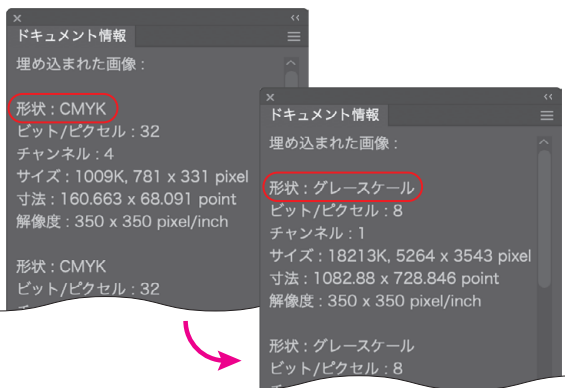 ドキュメント情報
埋め込まれた画像 :
形状 : CMYK
ビット/ピクセル : 32
チャンネル : 4
サイズ : 1009K, 781 x 331 pixel
寸法 : 160.663 x 68.091 point
解像度 : 350 x 350 pixel/inch
形状 : CMYK
ビット/ピクセル : 32
ドキュメント情報
埋め込まれた画像 :
形状 : グレースケール
ビット/ピクセル : 8
チャンネル : 1
サイズ : 18213K, 5264 x 3543 pixel
寸法 : 1082.88 x 728.846 point
解像度 : 350 x 350 pixel/inch
形状 : グレースケール
ビット/ピクセル : 8